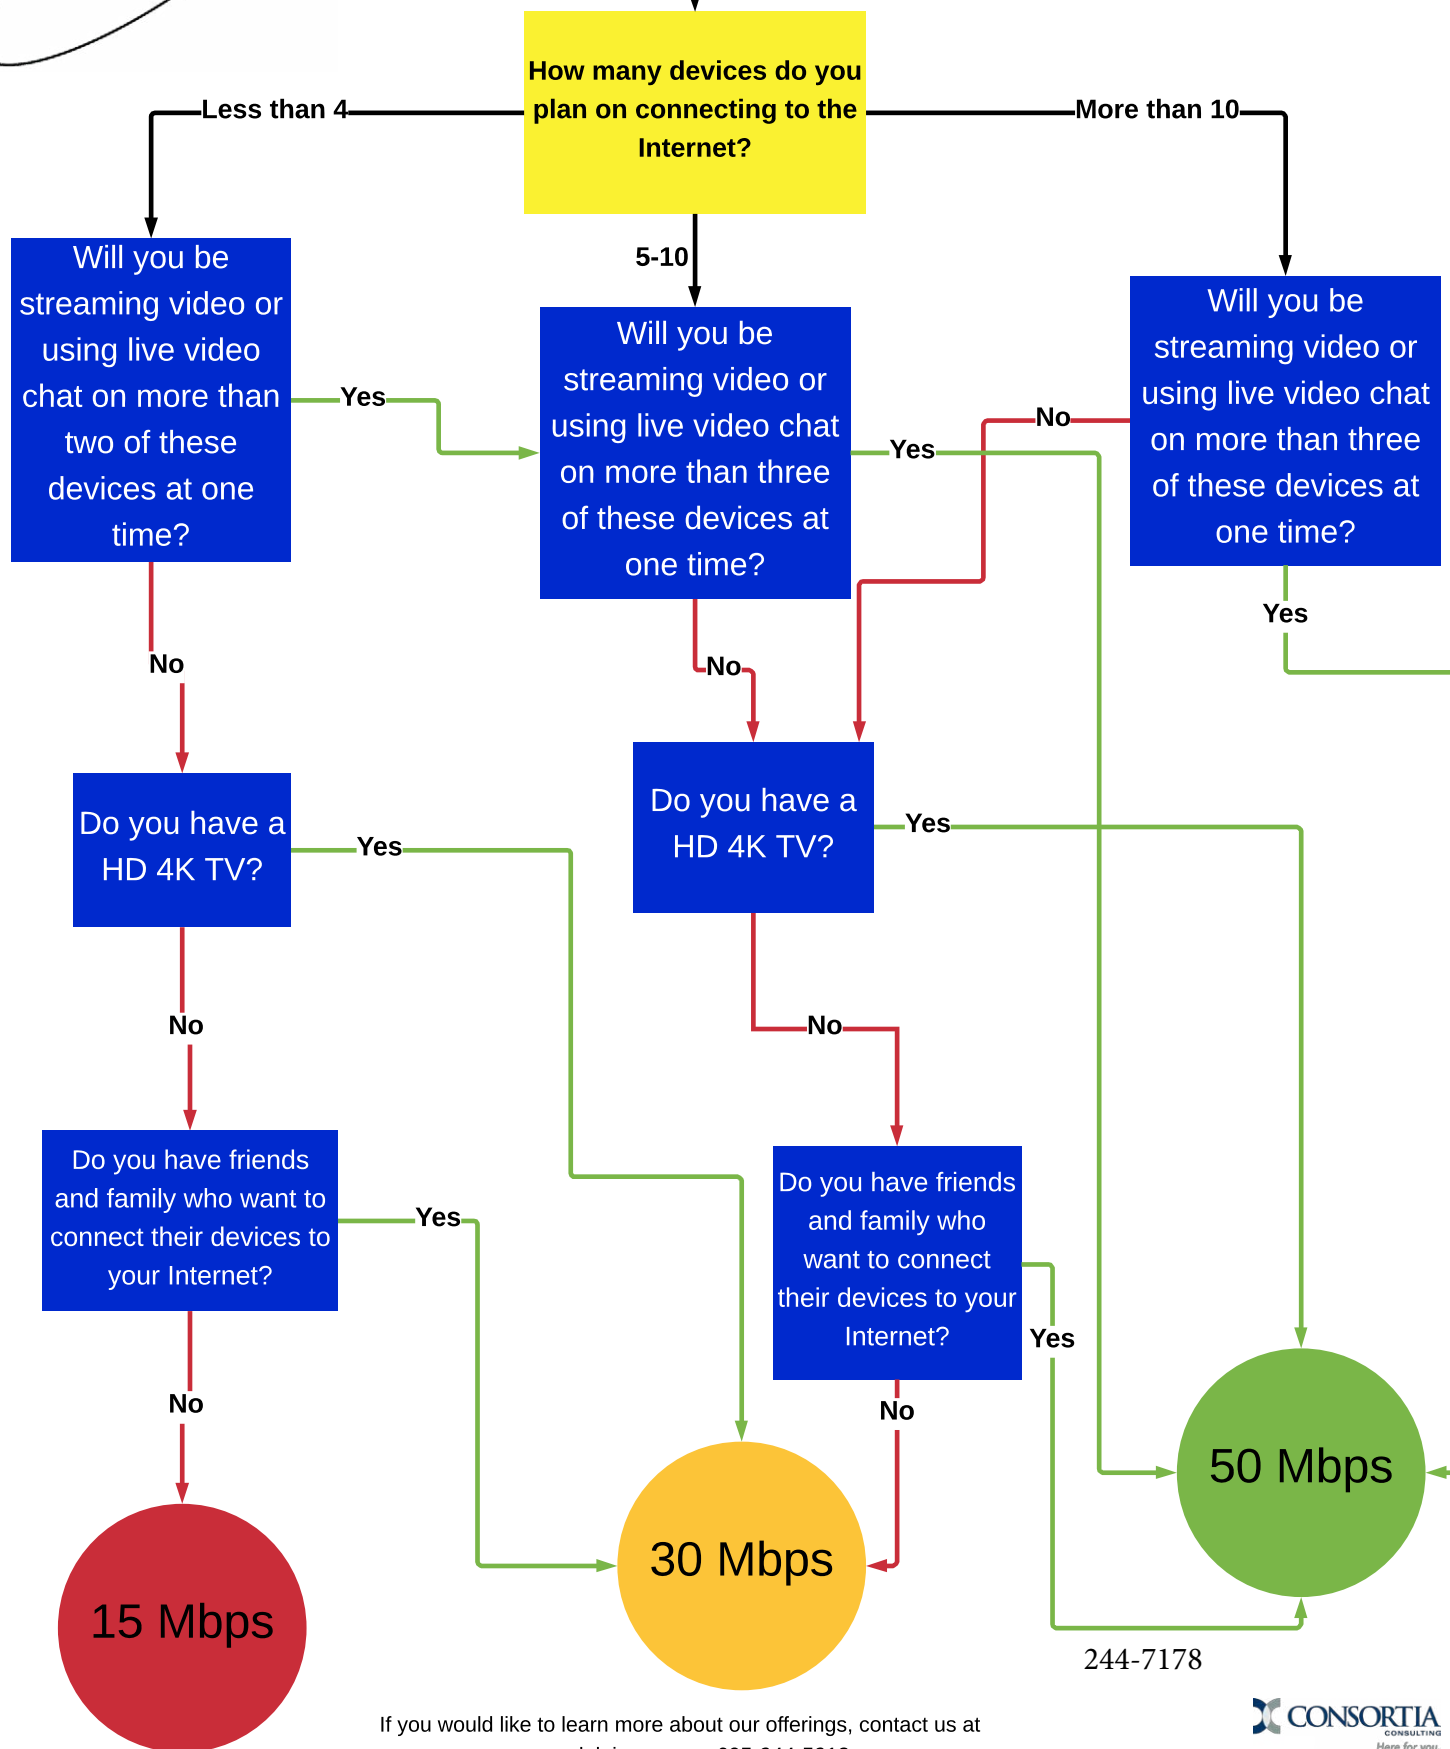 How many devices do you
plan on connecting to the
Internet?
Less than 4
More than 10
5-10
Will you be
streaming video or
using live video
chat on more than
two of these
devices at one
time?
Yes
Will you be
streaming video or
using live video chat
on more than three
of these devices at
one time?
Yes
No
Will you be
streaming video or
using live video chat
on more than three
of these devices at
one time?
Yes
No
No
Do you have a
HD 4K TV?
Yes
Do you have a
HD 4K TV?
Yes
No
No
Do you have friends
and family who want to
connect their devices to
your Internet?
Yes
Do you have friends
and family who
want to connect
their devices to your
Internet?
Yes
No
No
15 Mbps
30 Mbps
50 Mbps
244-7178
If you would like to learn more about our offerings, contact us at
CONSORTIA
CONSULTING
Here for you.